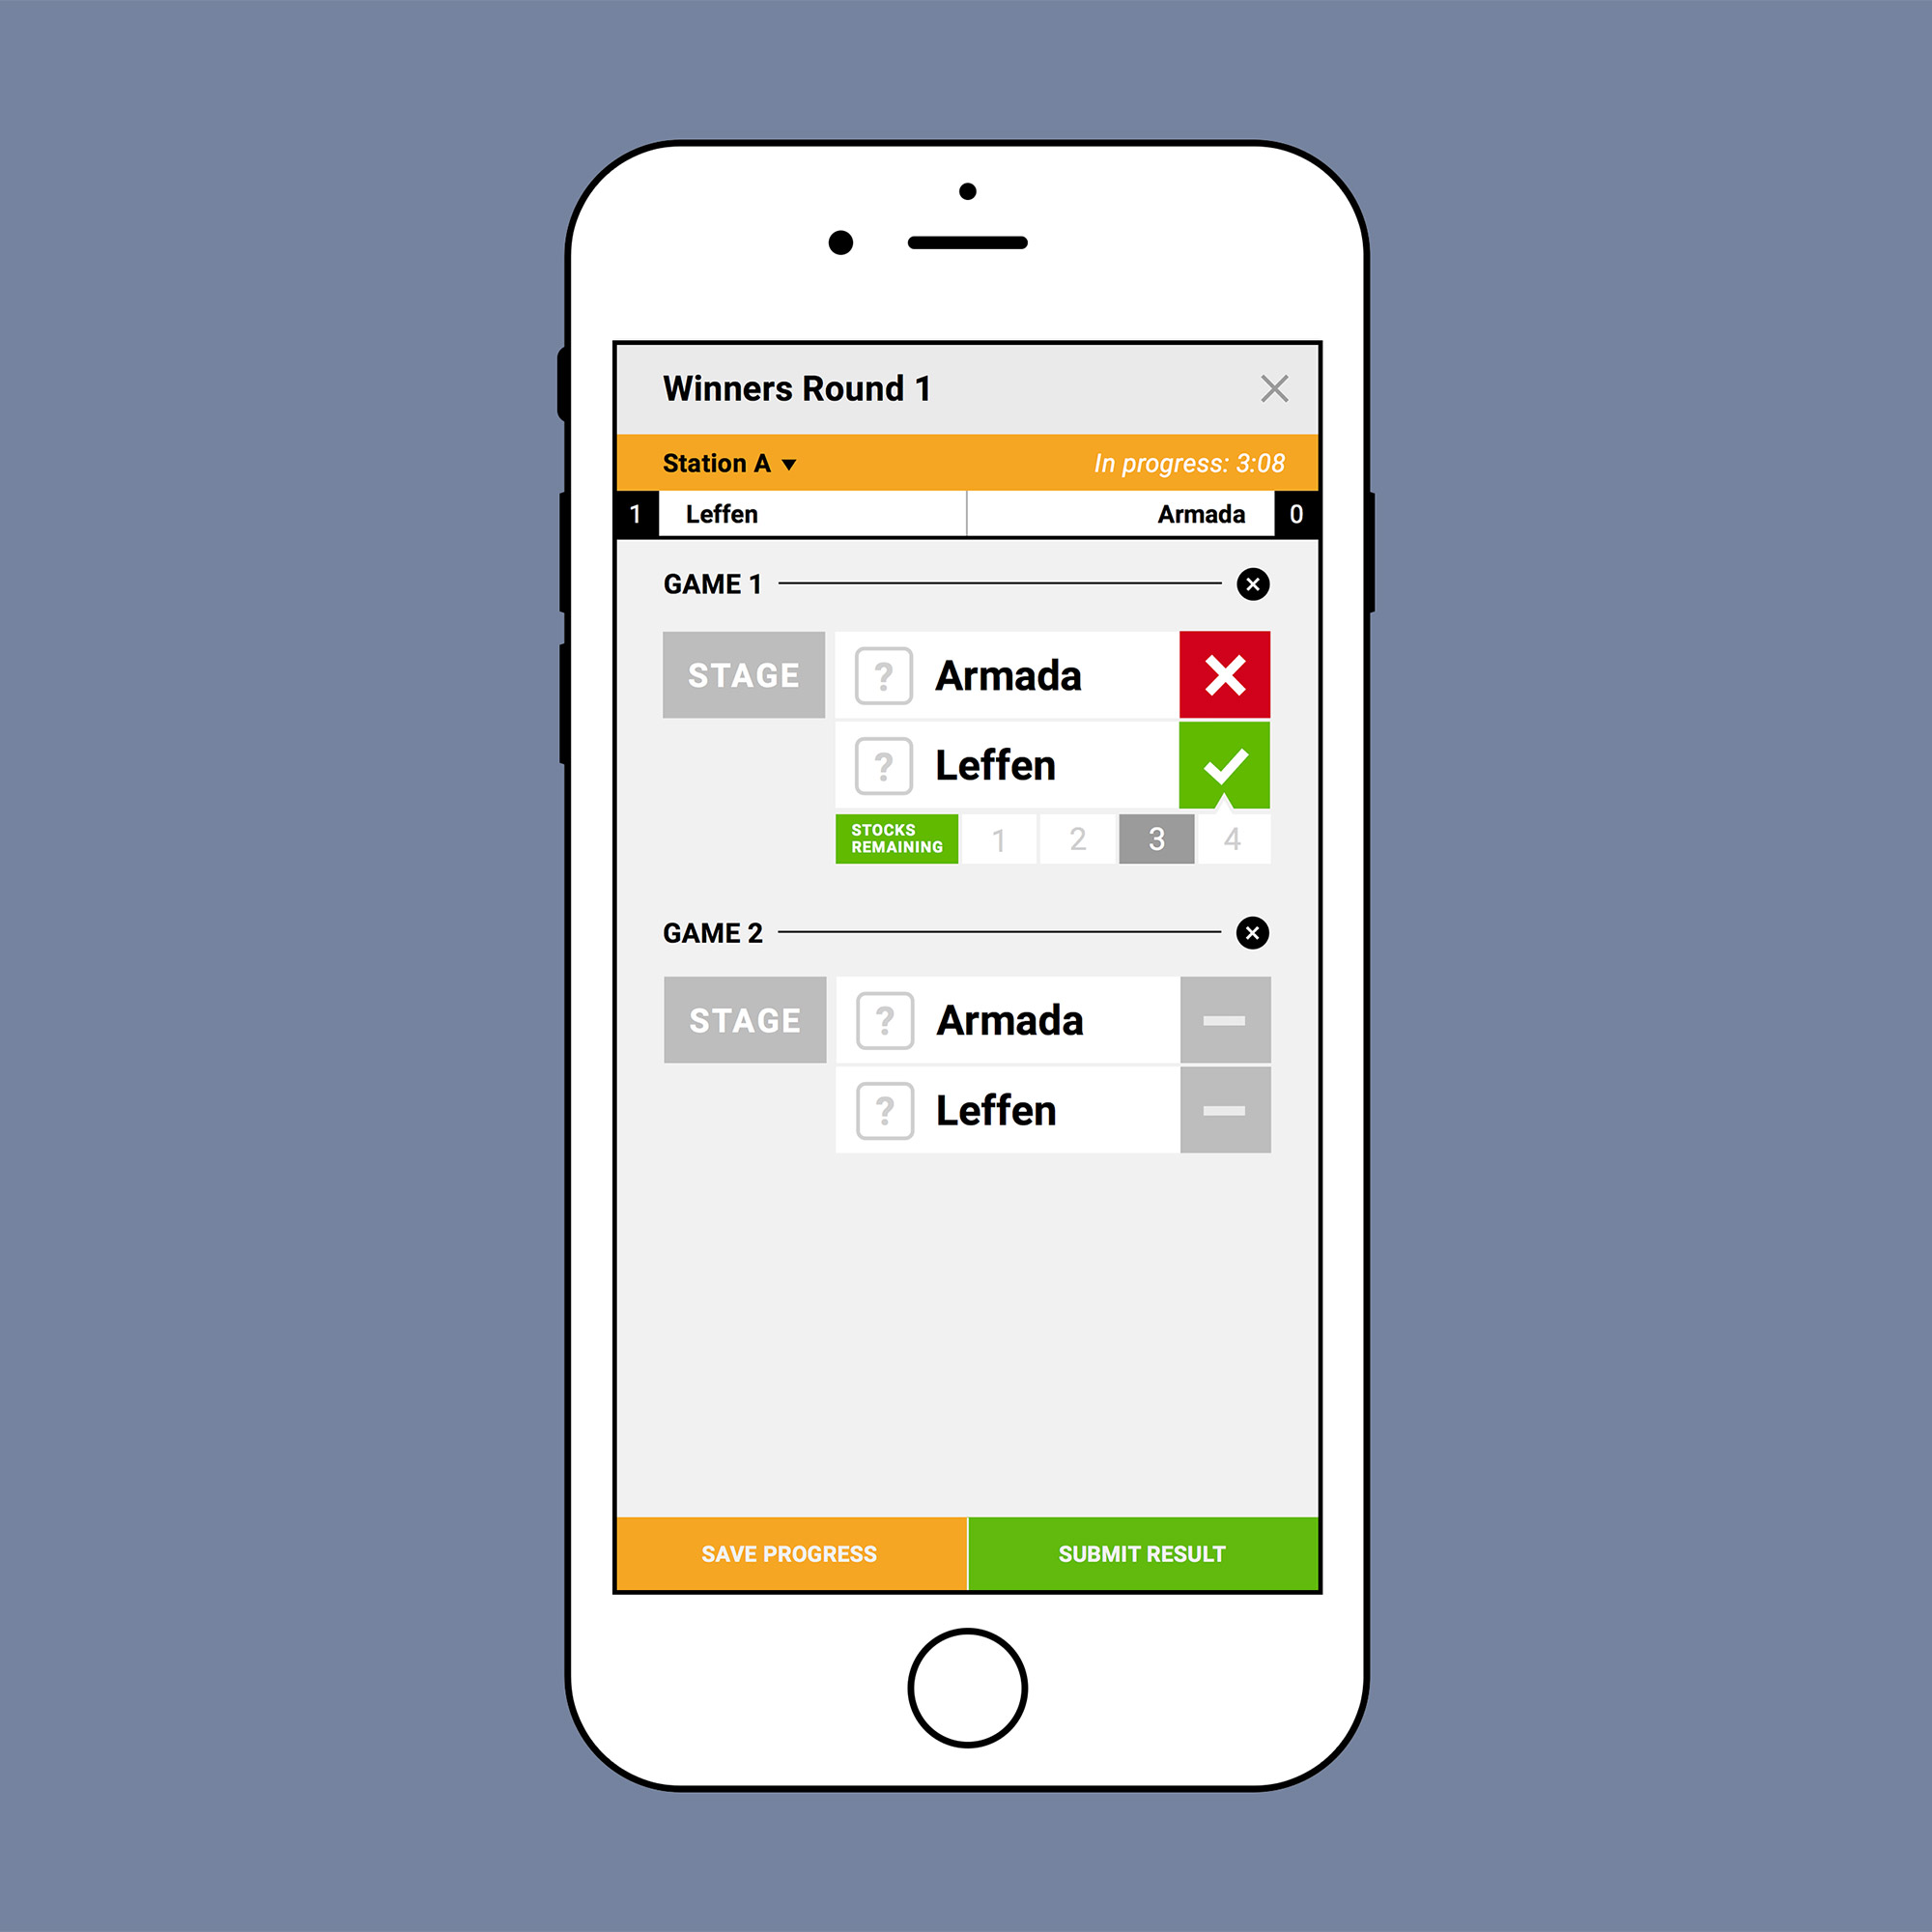 Winners Round 1
Station A
In progress: 3:08
1 Leffen Armada 0
GAME 1
STAGE
? Armada
? Leffen
STOCKS
REMAINING
1 2 3 4
GAME 2
STAGE
? Armada
? Leffen
SAVE PROGRESS
SUBMIT RESULT